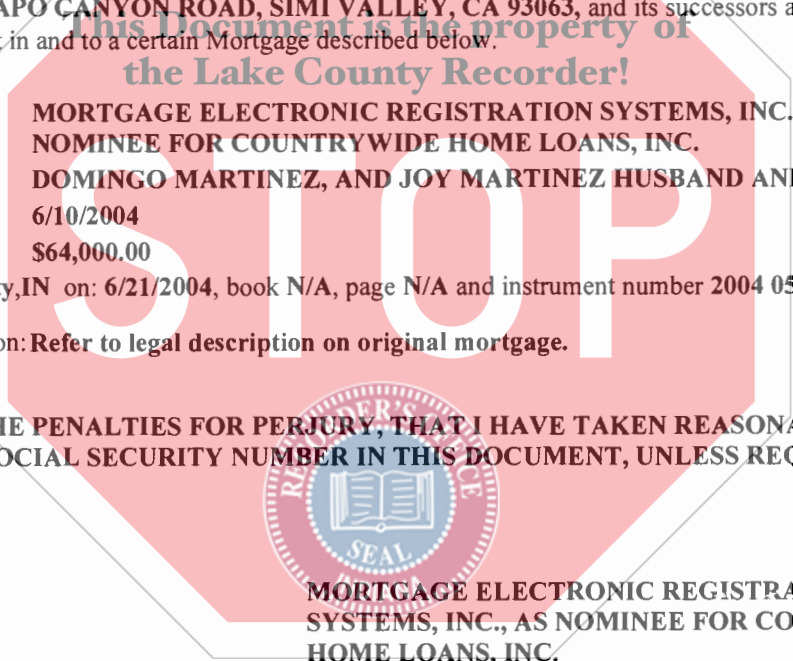 APO CANYON ROAD, SIMI VALLEY, CA 93063, and its successors a
This Document is the property of
in and to a certain Mortgage described below.
the Lake County Recorder!
MORTGAGE ELECTRONIC REGISTRATION SYSTEMS, INC.
NOMINEE FOR COUNTRYWIDE HOME LOANS, INC.
DOMINGO MARTINEZ, AND JOY MARTINEZ HUSBAND AN
6/10/2004
$64,000.00
y,IN on: 6/21/2004, book N/A, page N/A and instrument number 2004 05
STOP
on: Refer to legal description on original mortgage.
HE PENALTIES FOR PERJURY, THAT I HAVE TAKEN REASONA
OCIAL SECURITY NUMBER IN THIS DOCUMENT, UNLESS REQ
RECORDER'S OFFICE
SEAL
INDIANA
MORTGAGE ELECTRONIC REGISTRA
SYSTEMS, INC., AS NOMINEE FOR CO
HOME LOANS, INC.